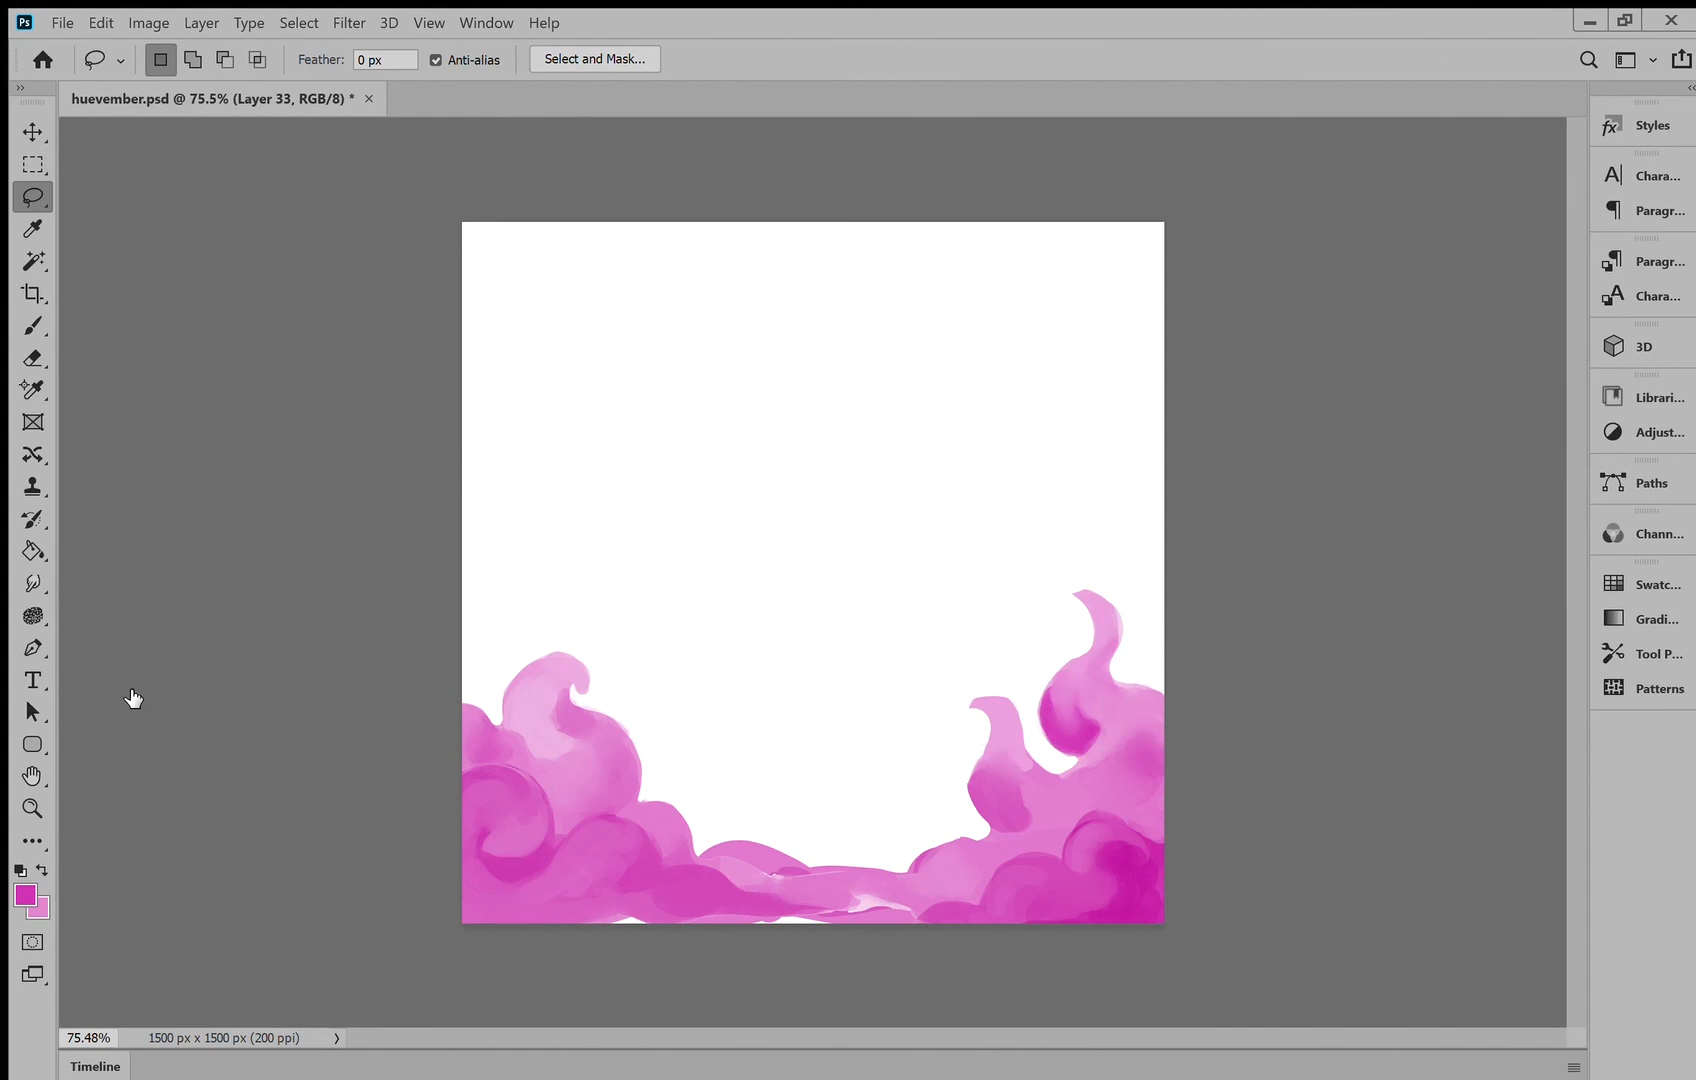 Ps File Edit Image Layer Type Select Filter 3D View Window Help
Feather: 0 px Anti-alias Select and Mask...
huevember.psd @ 75.5% (Layer 33, RGB/8) *
Styles
Chara...
Paragr...
Paragr...
Chara...
3D
Librari...
Adjust...
Paths
Chann...
Swatc...
Gradi...
Tool P...
Patterns
75.48% 1500 px x 1500 px (200 ppi)
Timeline